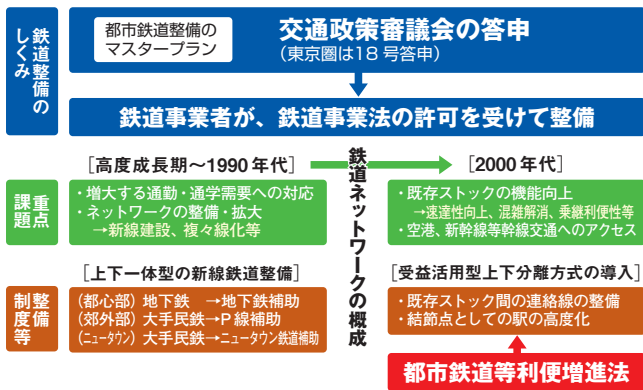 鉄道整備の
しくみ
都市鉄道整備の
マスタープラン
交通政策審議会の答申
(東京圏は18号答申)
鉄道事業者が、鉄道事業法の許可を受けて整備
[高度成長期～1990年代]
鉄道ネットワークの概成
[2000年代]
重点
課題
・増大する通勤・通学需要への対応
・ネットワークの整備・拡大
→新線建設、複々線化等
・既存ストックの機能向上
→速達性向上、混雑解消、乗継利便性等
・空港、新幹線等幹線交通へのアクセス
[上下一体型の新線鉄道整備]
[受益活用型上下分離方式の導入]
整備
制度等
(都心部) 地下鉄 →地下鉄補助
(郊外部) 大手民鉄→P線補助
(ニュータウン) 大手民鉄→ニュータウン鉄道補助
・既存ストック間の連絡線の整備
・結節点としての駅の高度化
都市鉄道等利便増進法